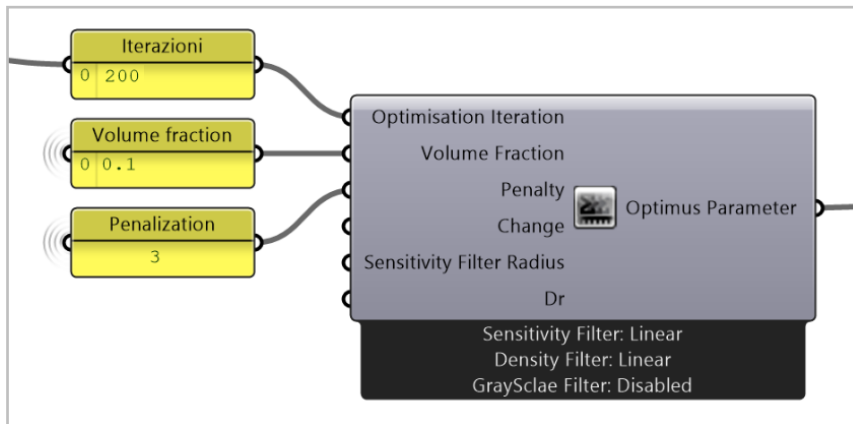 Iterazioni
0 200
Volume fraction
0 0.1
Penalization
3
Optimisation Iteration
Volume Fraction
Penalty
Change
Sensitivity Filter Radius
Dr
Optimus Parameter
Sensitivity Filter: Linear
Density Filter: Linear
GraySclae Filter: Disabled